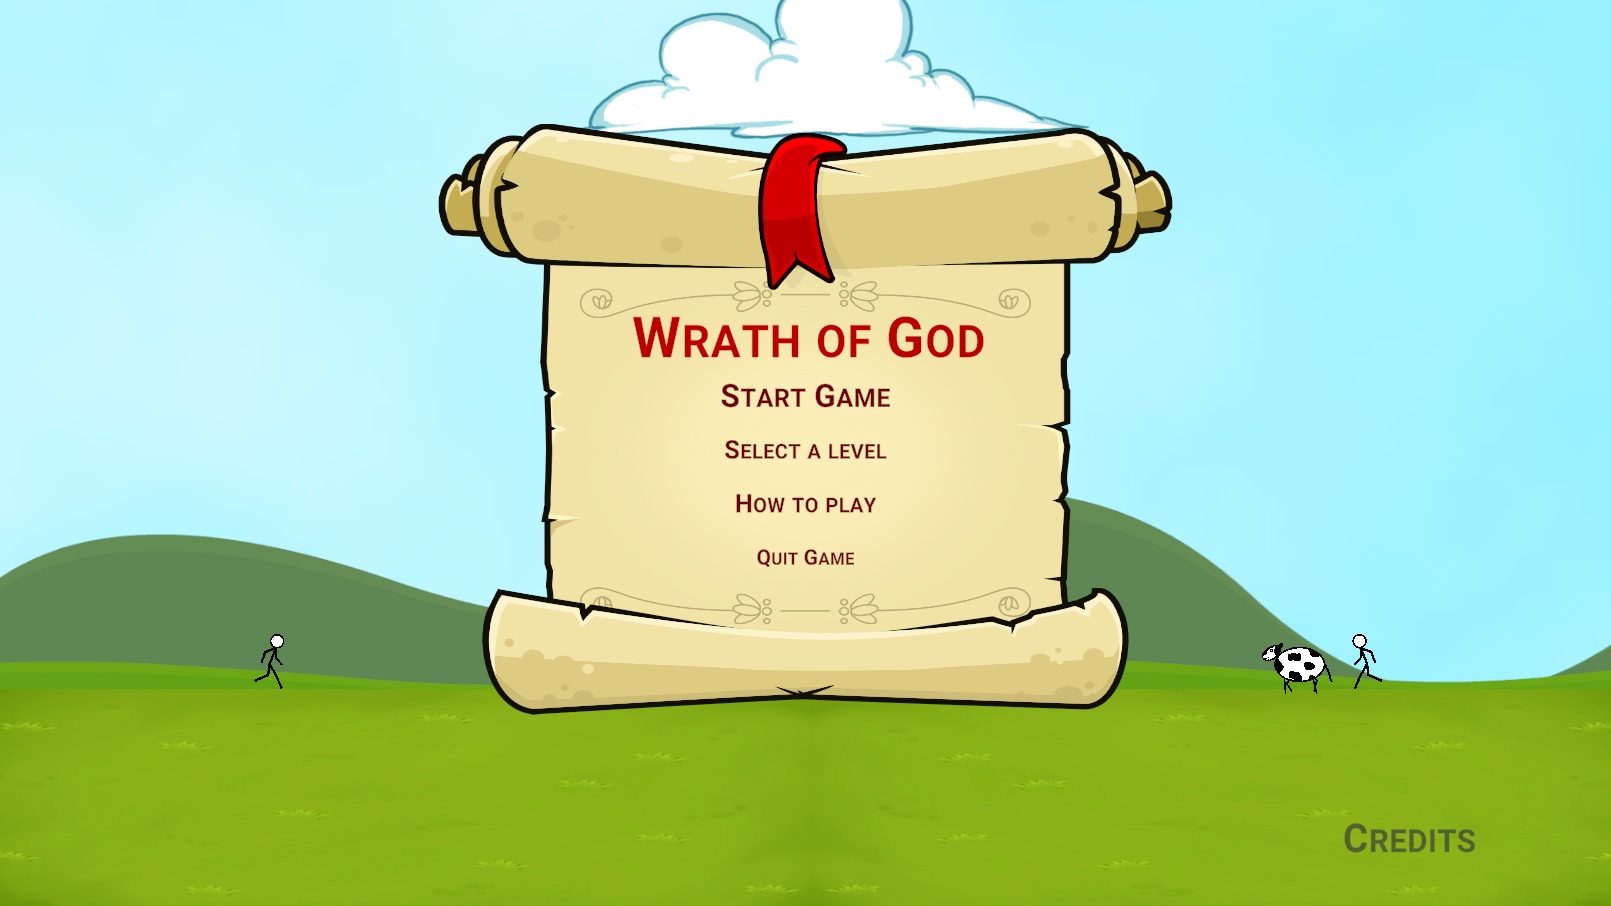 Wrath of God
Start Game
Select a level
How to play
Quit Game
Credits